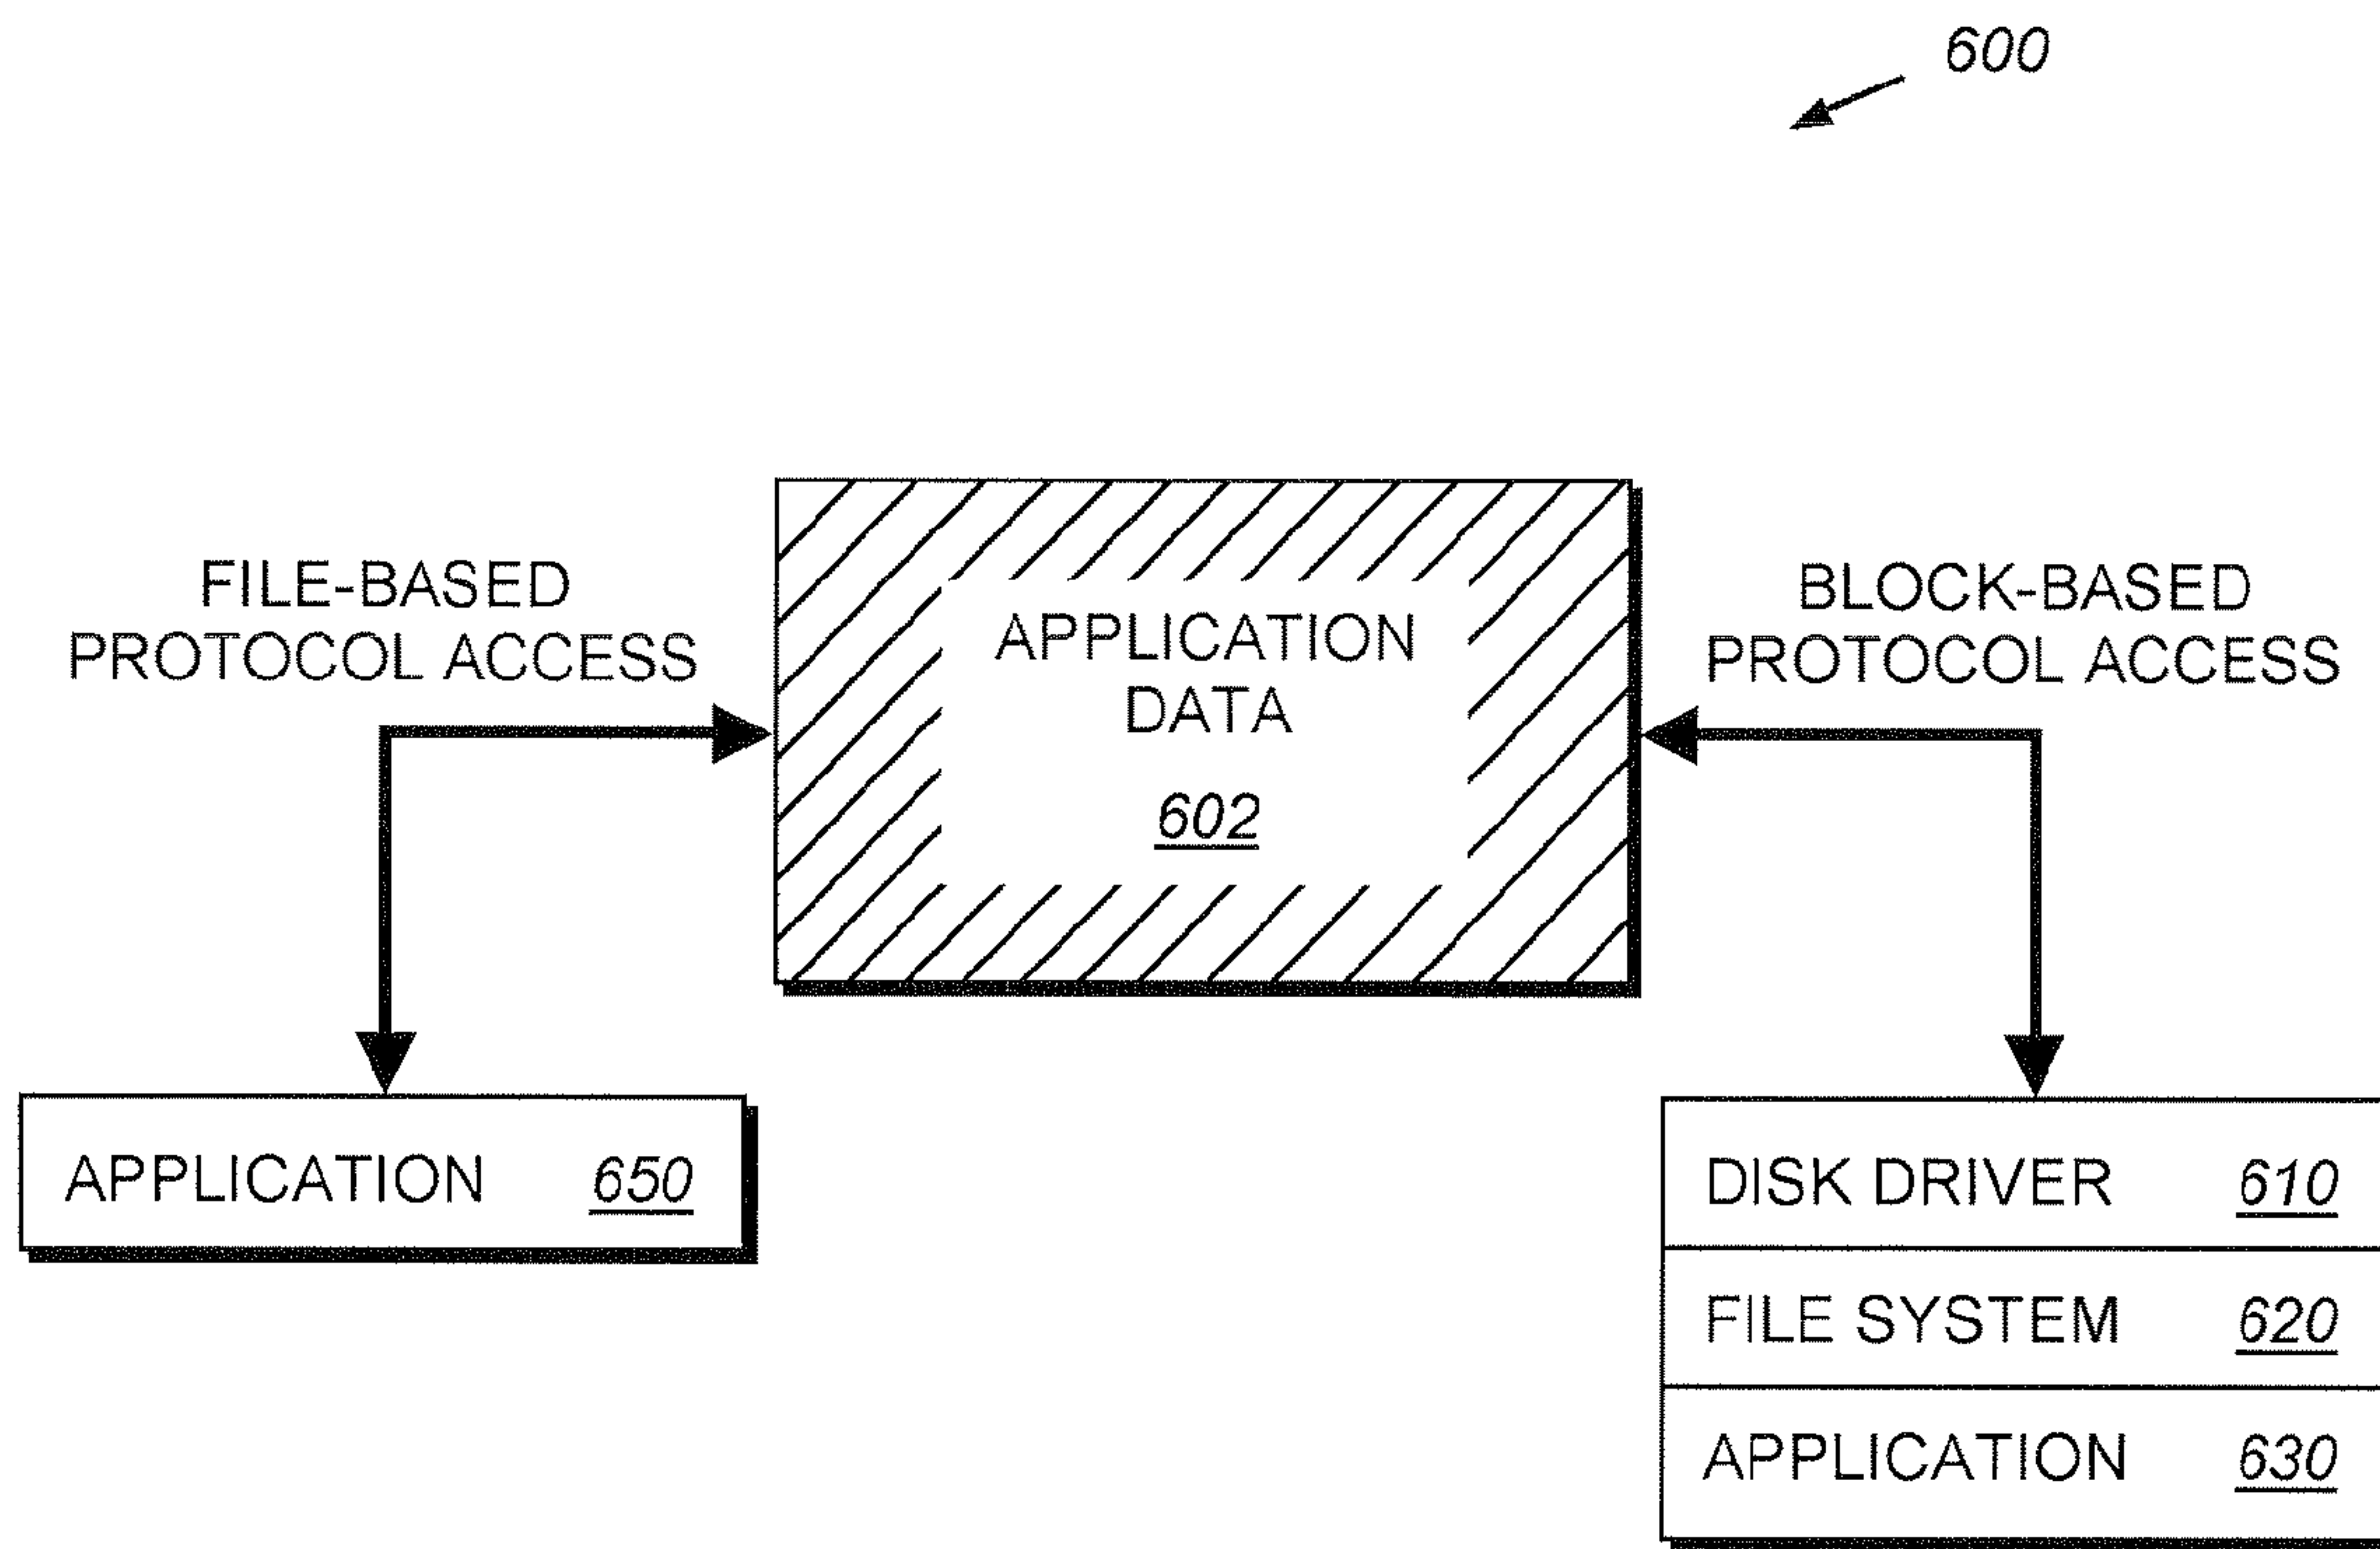 600
FILE-BASED
PROTOCOL ACCESS
APPLICATION
DATA
602
BLOCK-BASED
PROTOCOL ACCESS
APPLICATION 650
DISK DRIVER 610
FILE SYSTEM 620
APPLICATION 630